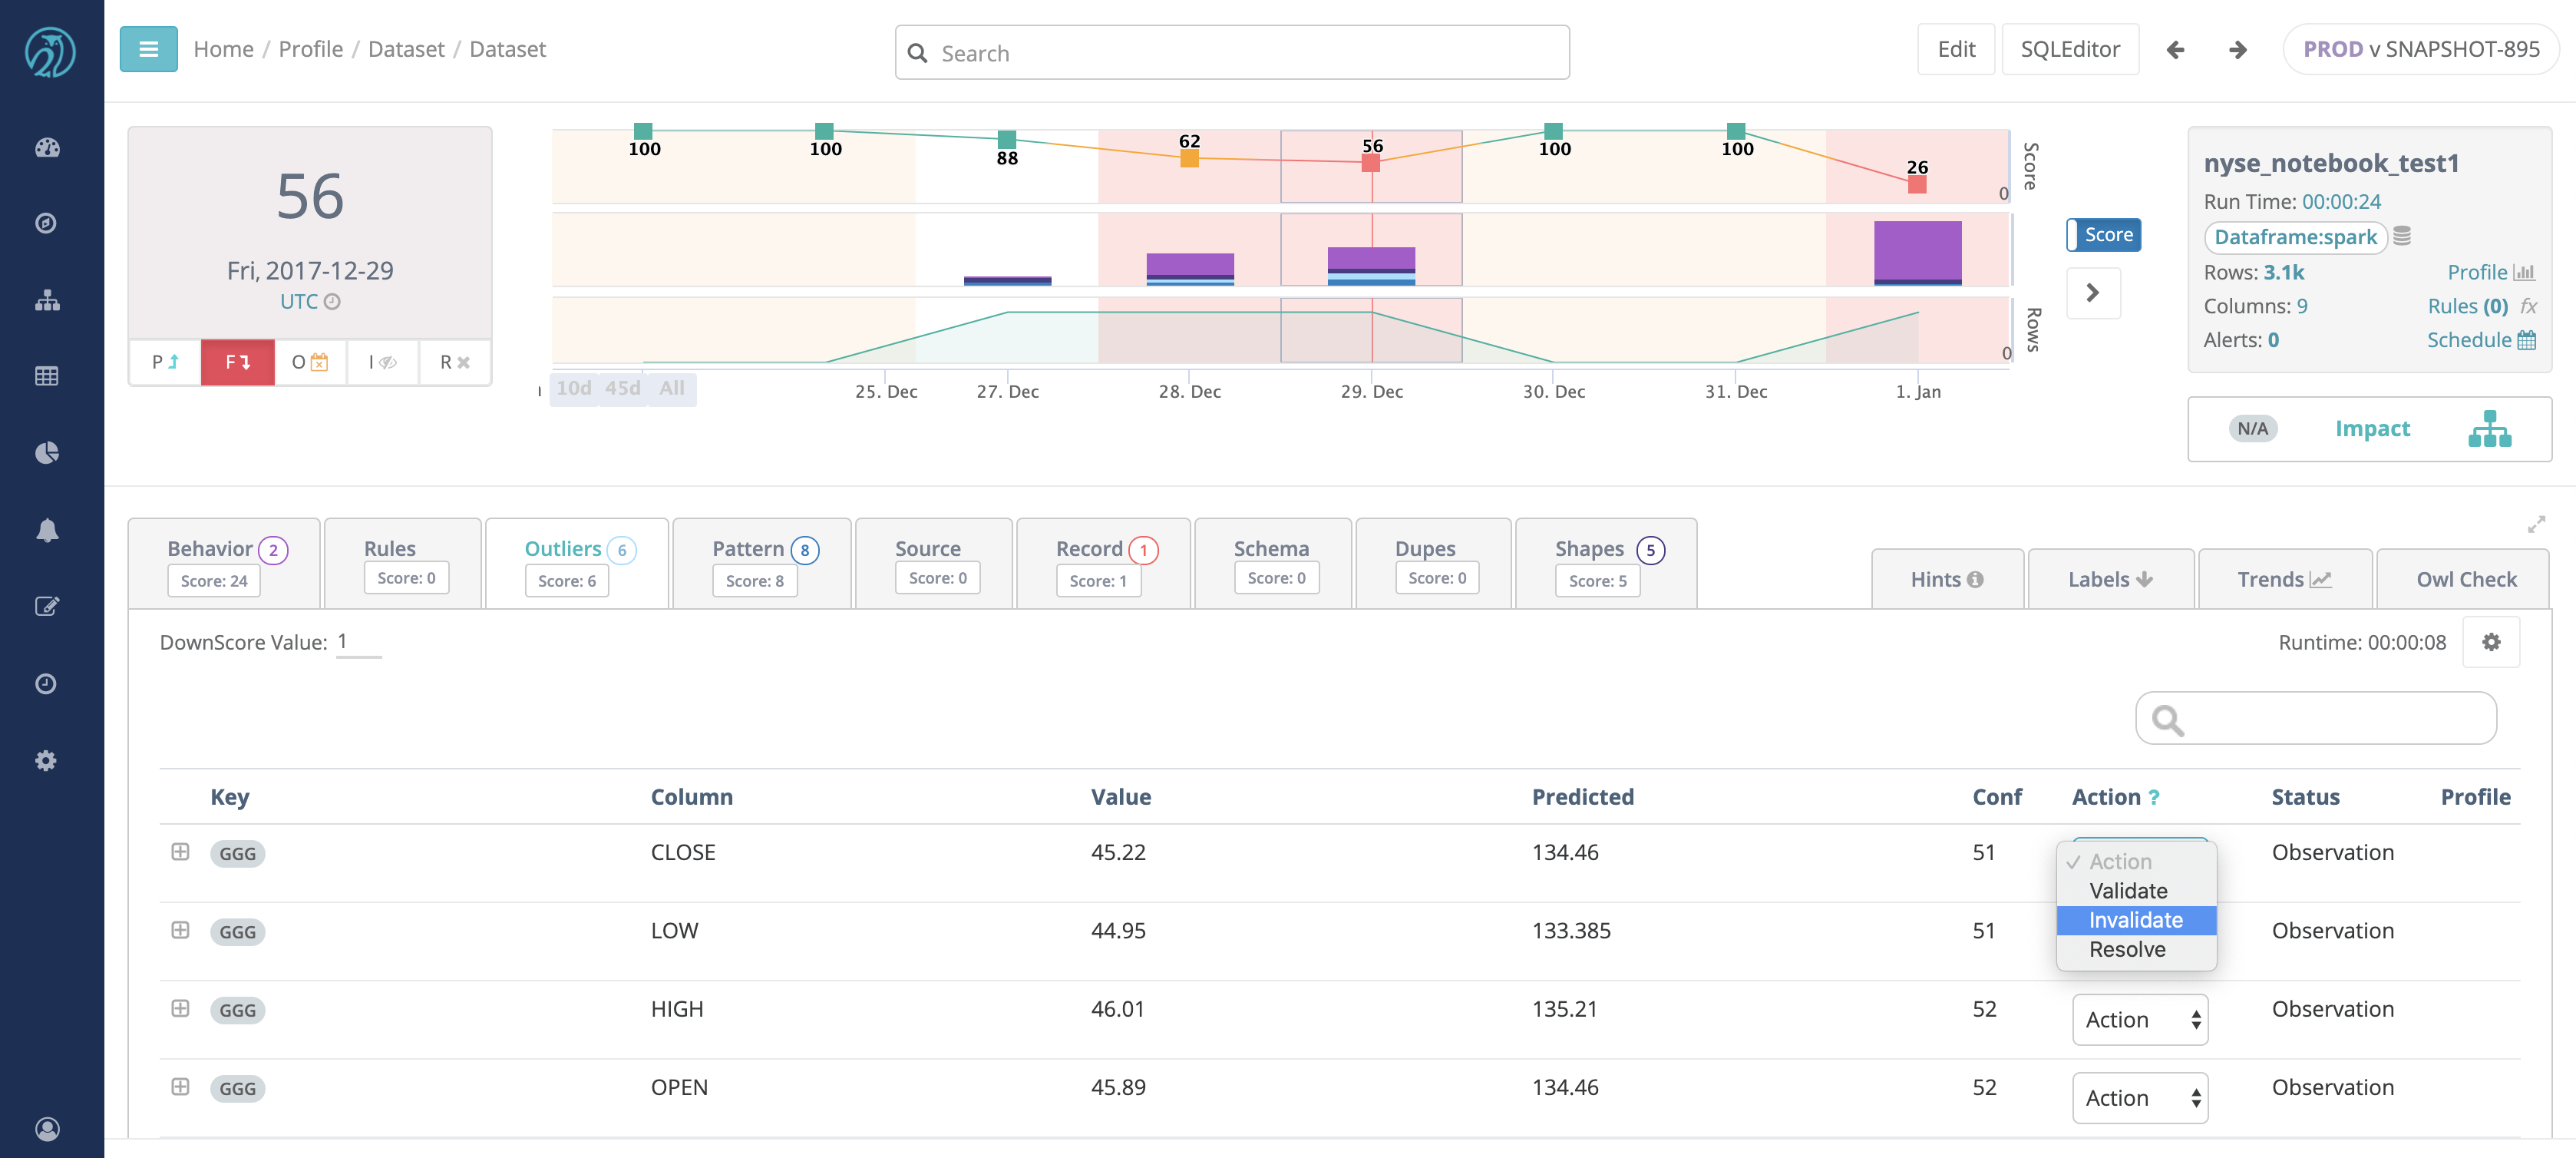 Home / Profile / Dataset / Dataset
Search
Edit
SQLEditor
PROD v SNAPSHOT-895
56
Fri, 2017-12-29
UTC
P
F
O
I
R
100
100
88
62
56
100
100
26
Score
0
Rows
0
10d 45d All
25. Dec
27. Dec
28. Dec
29. Dec
30. Dec
31. Dec
1. Jan
Score
nyse_notebook_test1
Run Time: 00:00:24
Dataframe:spark
Rows: 3.1k
Profile
Columns: 9
Rules (0) fx
Alerts: 0
Schedule
N/A
Impact
Behavior 2
Score: 24
Rules
Score: 0
Outliers 6
Score: 6
Pattern 8
Score: 8
Source
Score: 0
Record 1
Score: 1
Schema
Score: 0
Dupes
Score: 0
Shapes 5
Score: 5
Hints
Labels
Trends
Owl Check
DownScore Value: 1
Runtime: 00:00:08
Key Column Value Predicted Conf Action ? Status Profile
GGG CLOSE 45.22 134.46 51 Observation
Action
Validate
Invalidate
Resolve
GGG LOW 44.95 133.385 51 Observation
GGG HIGH 46.01 135.21 52 Action Observation
GGG OPEN 45.89 134.46 52 Action Observation